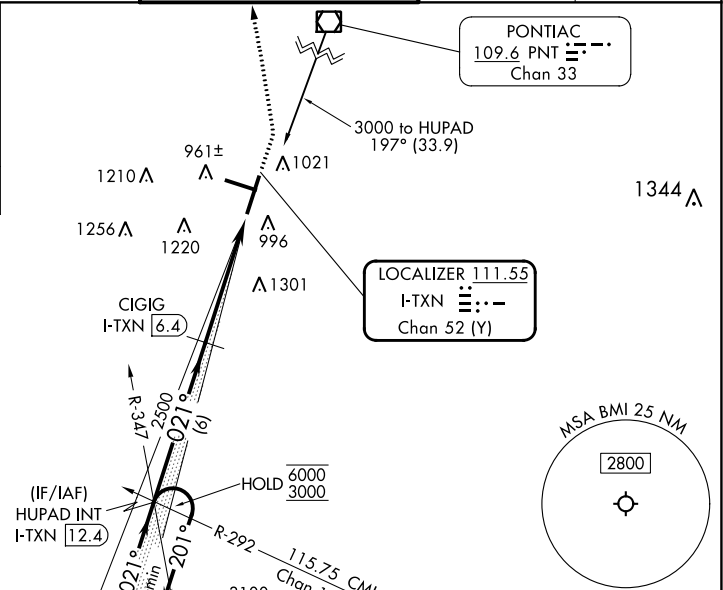 PONTIAC
109.6 PNT
Chan 33
3000 to HUPAD
197° (33.9)
961±
1021
1210
1344
1256
1220
996
LOCALIZER 111.55
I-TXN
Chan 52 (Y)
1301
CIGIG
I-TXN 6.4
R-347
2500
021°
(6)
MSA BMI 25 NM
2800
HOLD 6000
3000
(IF/IAF)
HUPAD INT
I-TXN 12.4
R-292
115.75 CMI
021°
min
201°